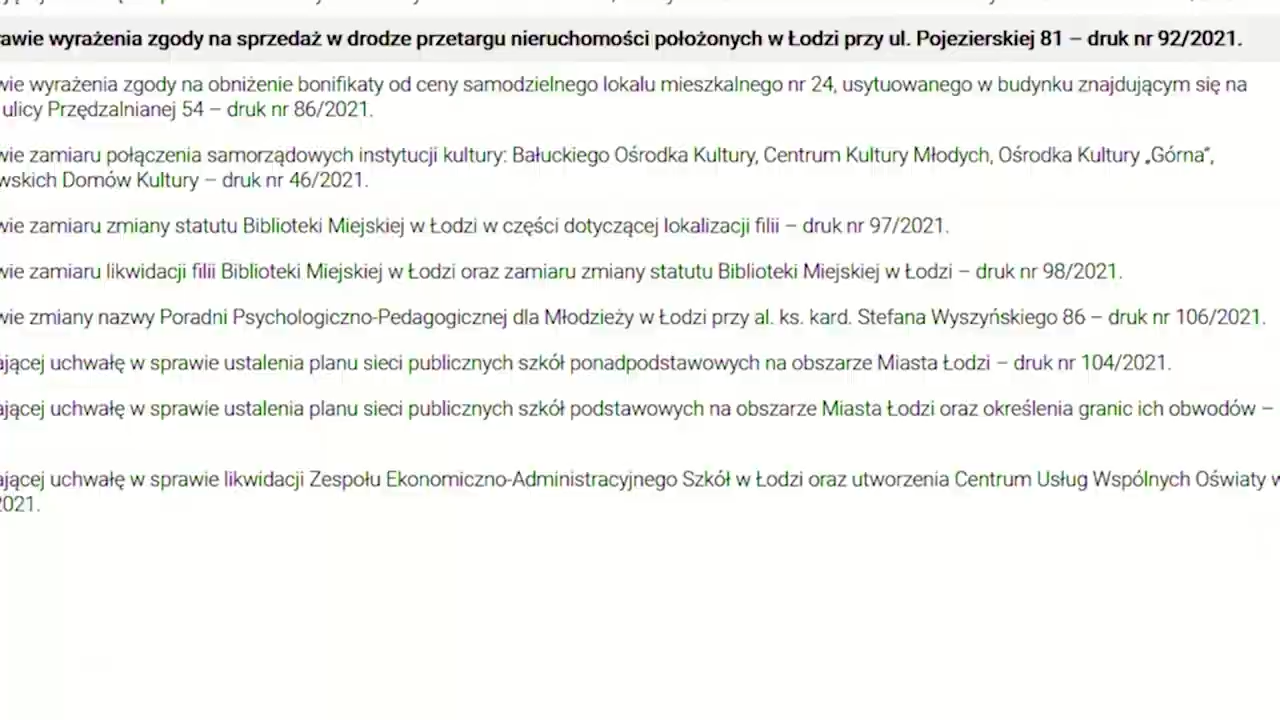 rawie wyrażenia zgody na sprzedaż w drodze przetargu nieruchomości położonych w Łodzi przy ul. Pojezierskiej 81 – druk nr 92/2021.
wie wyrażenia zgody na obniżenie bonifikaty od ceny samodzielnego lokalu mieszkalnego nr 24, usytuowanego w budynku znajdującym się na
ulicy Przędzalnianej 54 – druk nr 86/2021.
wie zamiaru połączenia samorządowych instytucji kultury: Bałuckiego Ośrodka Kultury, Centrum Kultury Młodych, Ośrodka Kultury „Górna”,
wskich Domów Kultury – druk nr 46/2021.
wie zamiaru zmiany statutu Biblioteki Miejskiej w Łodzi w części dotyczącej lokalizacji filii – druk nr 97/2021.
wie zamiaru likwidacji filii Biblioteki Miejskiej w Łodzi oraz zamiaru zmiany statutu Biblioteki Miejskiej w Łodzi – druk nr 98/2021.
wie zmiany nazwy Poradni Psychologiczno-Pedagogicznej dla Młodzieży w Łodzi przy al. ks. kard. Stefana Wyszyńskiego 86 – druk nr 106/2021.
ającej uchwałę w sprawie ustalenia planu sieci publicznych szkół ponadpodstawowych na obszarze Miasta Łodzi – druk nr 104/2021.
ającej uchwałę w sprawie ustalenia planu sieci publicznych szkół podstawowych na obszarze Miasta Łodzi oraz określenia granic ich obwodów –
ającej uchwałę w sprawie likwidacji Zespołu Ekonomiczno-Administracyjnego Szkół w Łodzi oraz utworzenia Centrum Usług Wspólnych Oświaty w
2021.